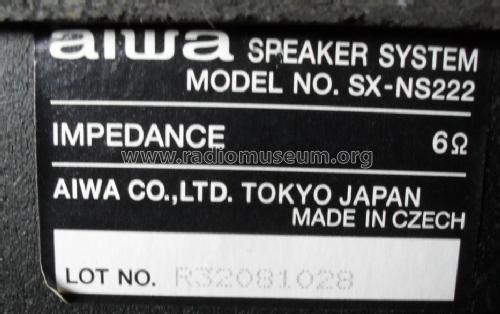 aiwa SPEAKER SYSTEM
MODEL NO. SX-NS222
IMPEDANCE 6Ω
www.radiomuseum.org
AIWA CO.,LTD. TOKYO JAPAN
MADE IN CZECH
LOT NO. R32081028